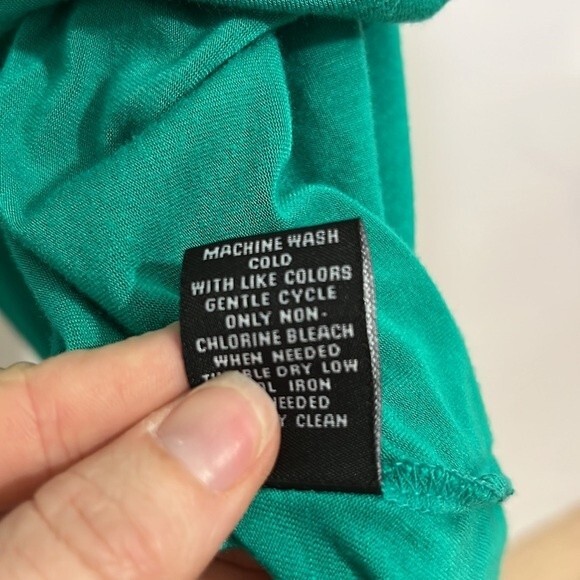 MACHINE WASH
COLD
WITH LIKE COLORS
GENTLE CYCLE
ONLY NON-
CHLORINE BLEACH
WHEN NEEDED
DRY LOW
IRON
NEEDED
CLEAN